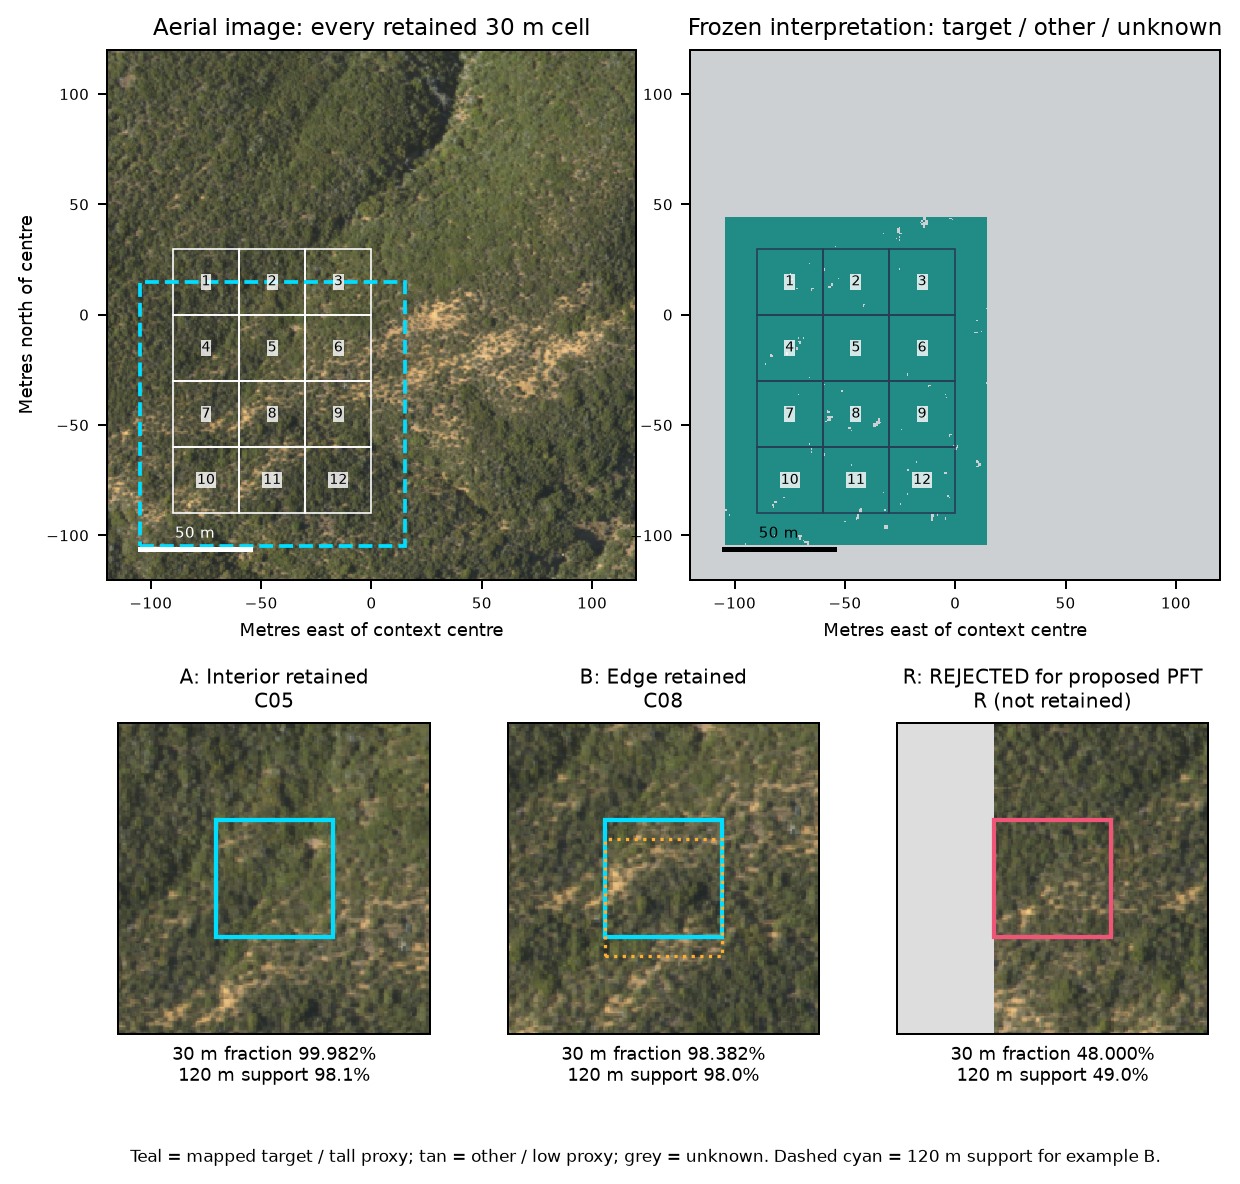 Aerial image: every retained 30 m cell
Frozen interpretation: target / other / unknown
Metres north of centre
100
50
0
−50
−100
1
2
3
4
5
6
7
8
9
10
11
12
50 m
−100
−50
0
50
100
Metres east of context centre
100
50
0
−50
−100
1
2
3
4
5
6
7
8
9
10
11
12
50 m
−100
−50
0
50
100
Metres east of context centre
A: Interior retained
C05
30 m fraction 99.982%
120 m support 98.1%
B: Edge retained
C08
30 m fraction 98.382%
120 m support 98.0%
R: REJECTED for proposed PFT
R (not retained)
30 m fraction 48.000%
120 m support 49.0%
Teal = mapped target / tall proxy; tan = other / low proxy; grey = unknown. Dashed cyan = 120 m support for example B.